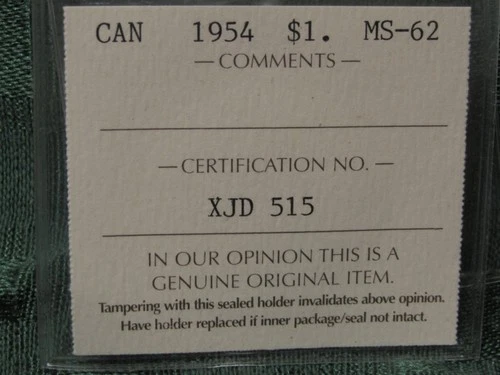 CAN 1954 $1. MS-62
— COMMENTS —
— CERTIFICATION NO. —
XJD 515
IN OUR OPINION THIS IS A
GENUINE ORIGINAL ITEM.
Tampering with this sealed holder invalidates above opinion.
Have holder replaced if inner package/seal not intact.